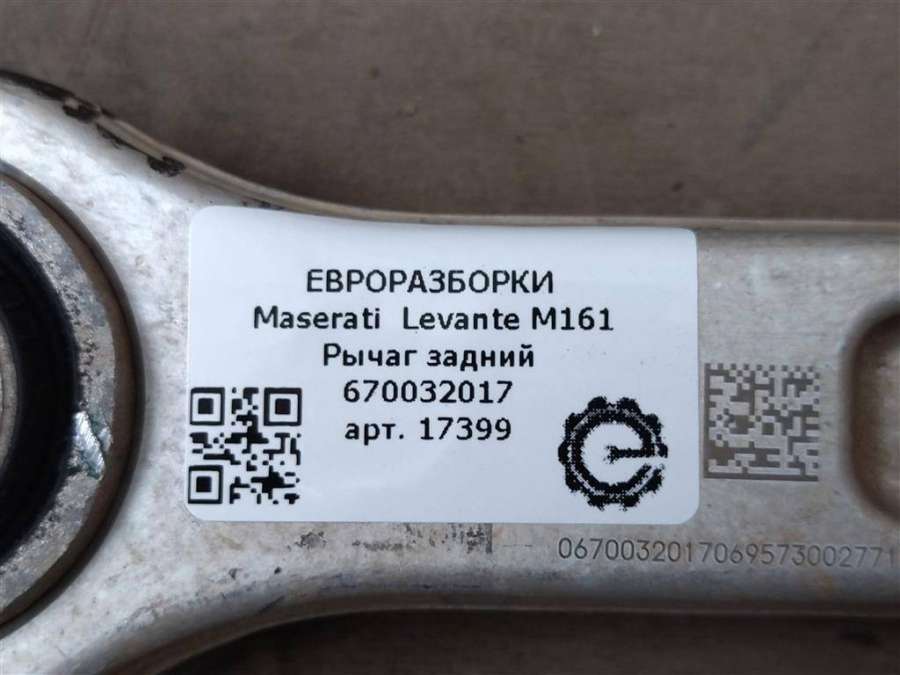 ЕВРОРАЗБОРКИ
Maserati Levante M161
Рычаг задний
670032017
арт. 17399
0670032017069573002771